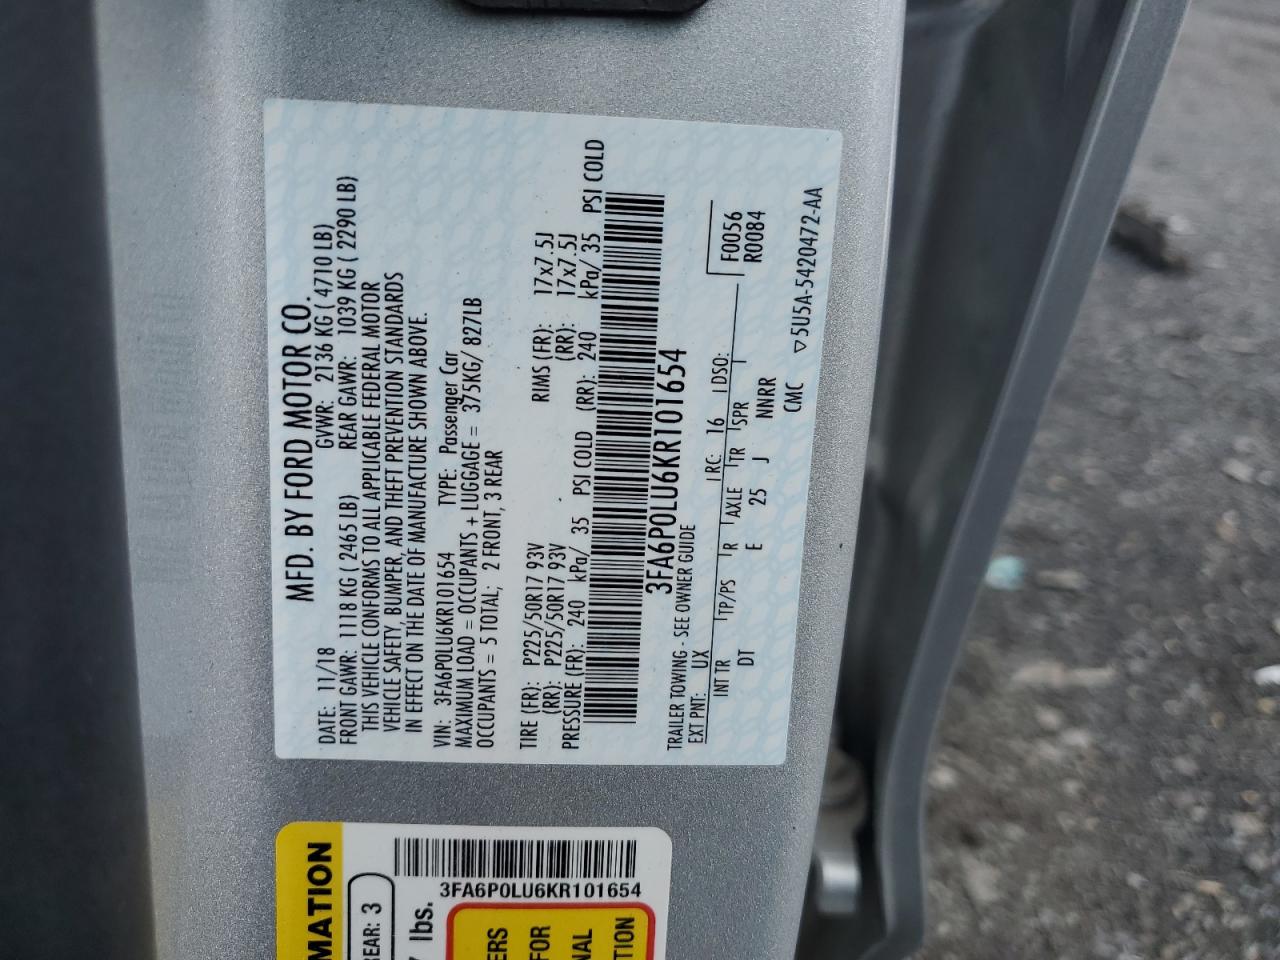 MFD. BY FORD MOTOR CO.
DATE: 11/18 GVWR: 2136 KG ( 4710 LB)
FRONT GAWR: 1118 KG ( 2465 LB) REAR GAWR: 1039 KG ( 2290 LB)
THIS VEHICLE CONFORMS TO ALL APPLICABLE FEDERAL MOTOR
VEHICLE SAFETY, BUMPER, AND THEFT PREVENTION STANDARDS
IN EFFECT ON THE DATE OF MANUFACTURE SHOWN ABOVE.
VIN: 3FA6P0LU6KR101654 TYPE: Passenger Car
MAXIMUM LOAD = OCCUPANTS + LUGGAGE = 375KG/ 827LB
OCCUPANTS = 5 TOTAL; 2 FRONT, 3 REAR
TIRE (FR): P225/50R17 93V RIMS (FR): 17x7.5J
(RR): P225/50R17 93V (RR): 17x7.5J
PRESSURE (FR): 240 kPa/ 35 PSI COLD (RR): 240 kPa/ 35 PSI COLD
3FA6P0LU6KR101654
TRAILER TOWING - SEE OWNER GUIDE
EXT PNT: UX RC: 16 DSO: F0056
INT TR TP/PS R AXLE TR SPR R0084
DT E 25 J NNRR
CMC ▽5U5A-5420472-AA
MATION
EAR: 3
3FA6P0LU6KR101654
lbs.
ERS
FOR
NAL
TION